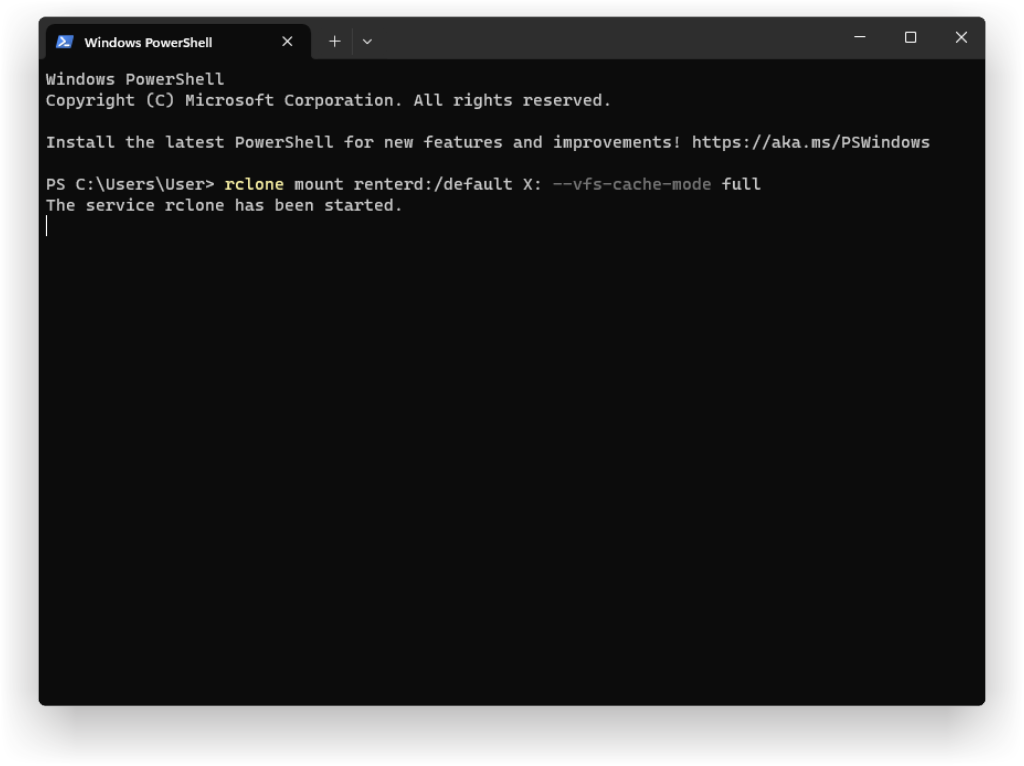 Windows PowerShell
Windows PowerShell
Copyright (C) Microsoft Corporation. All rights reserved.
Install the latest PowerShell for new features and improvements! https://aka.ms/PSWindows
PS C:\Users\User> rclone mount renterd:/default X: --vfs-cache-mode full
The service rclone has been started.